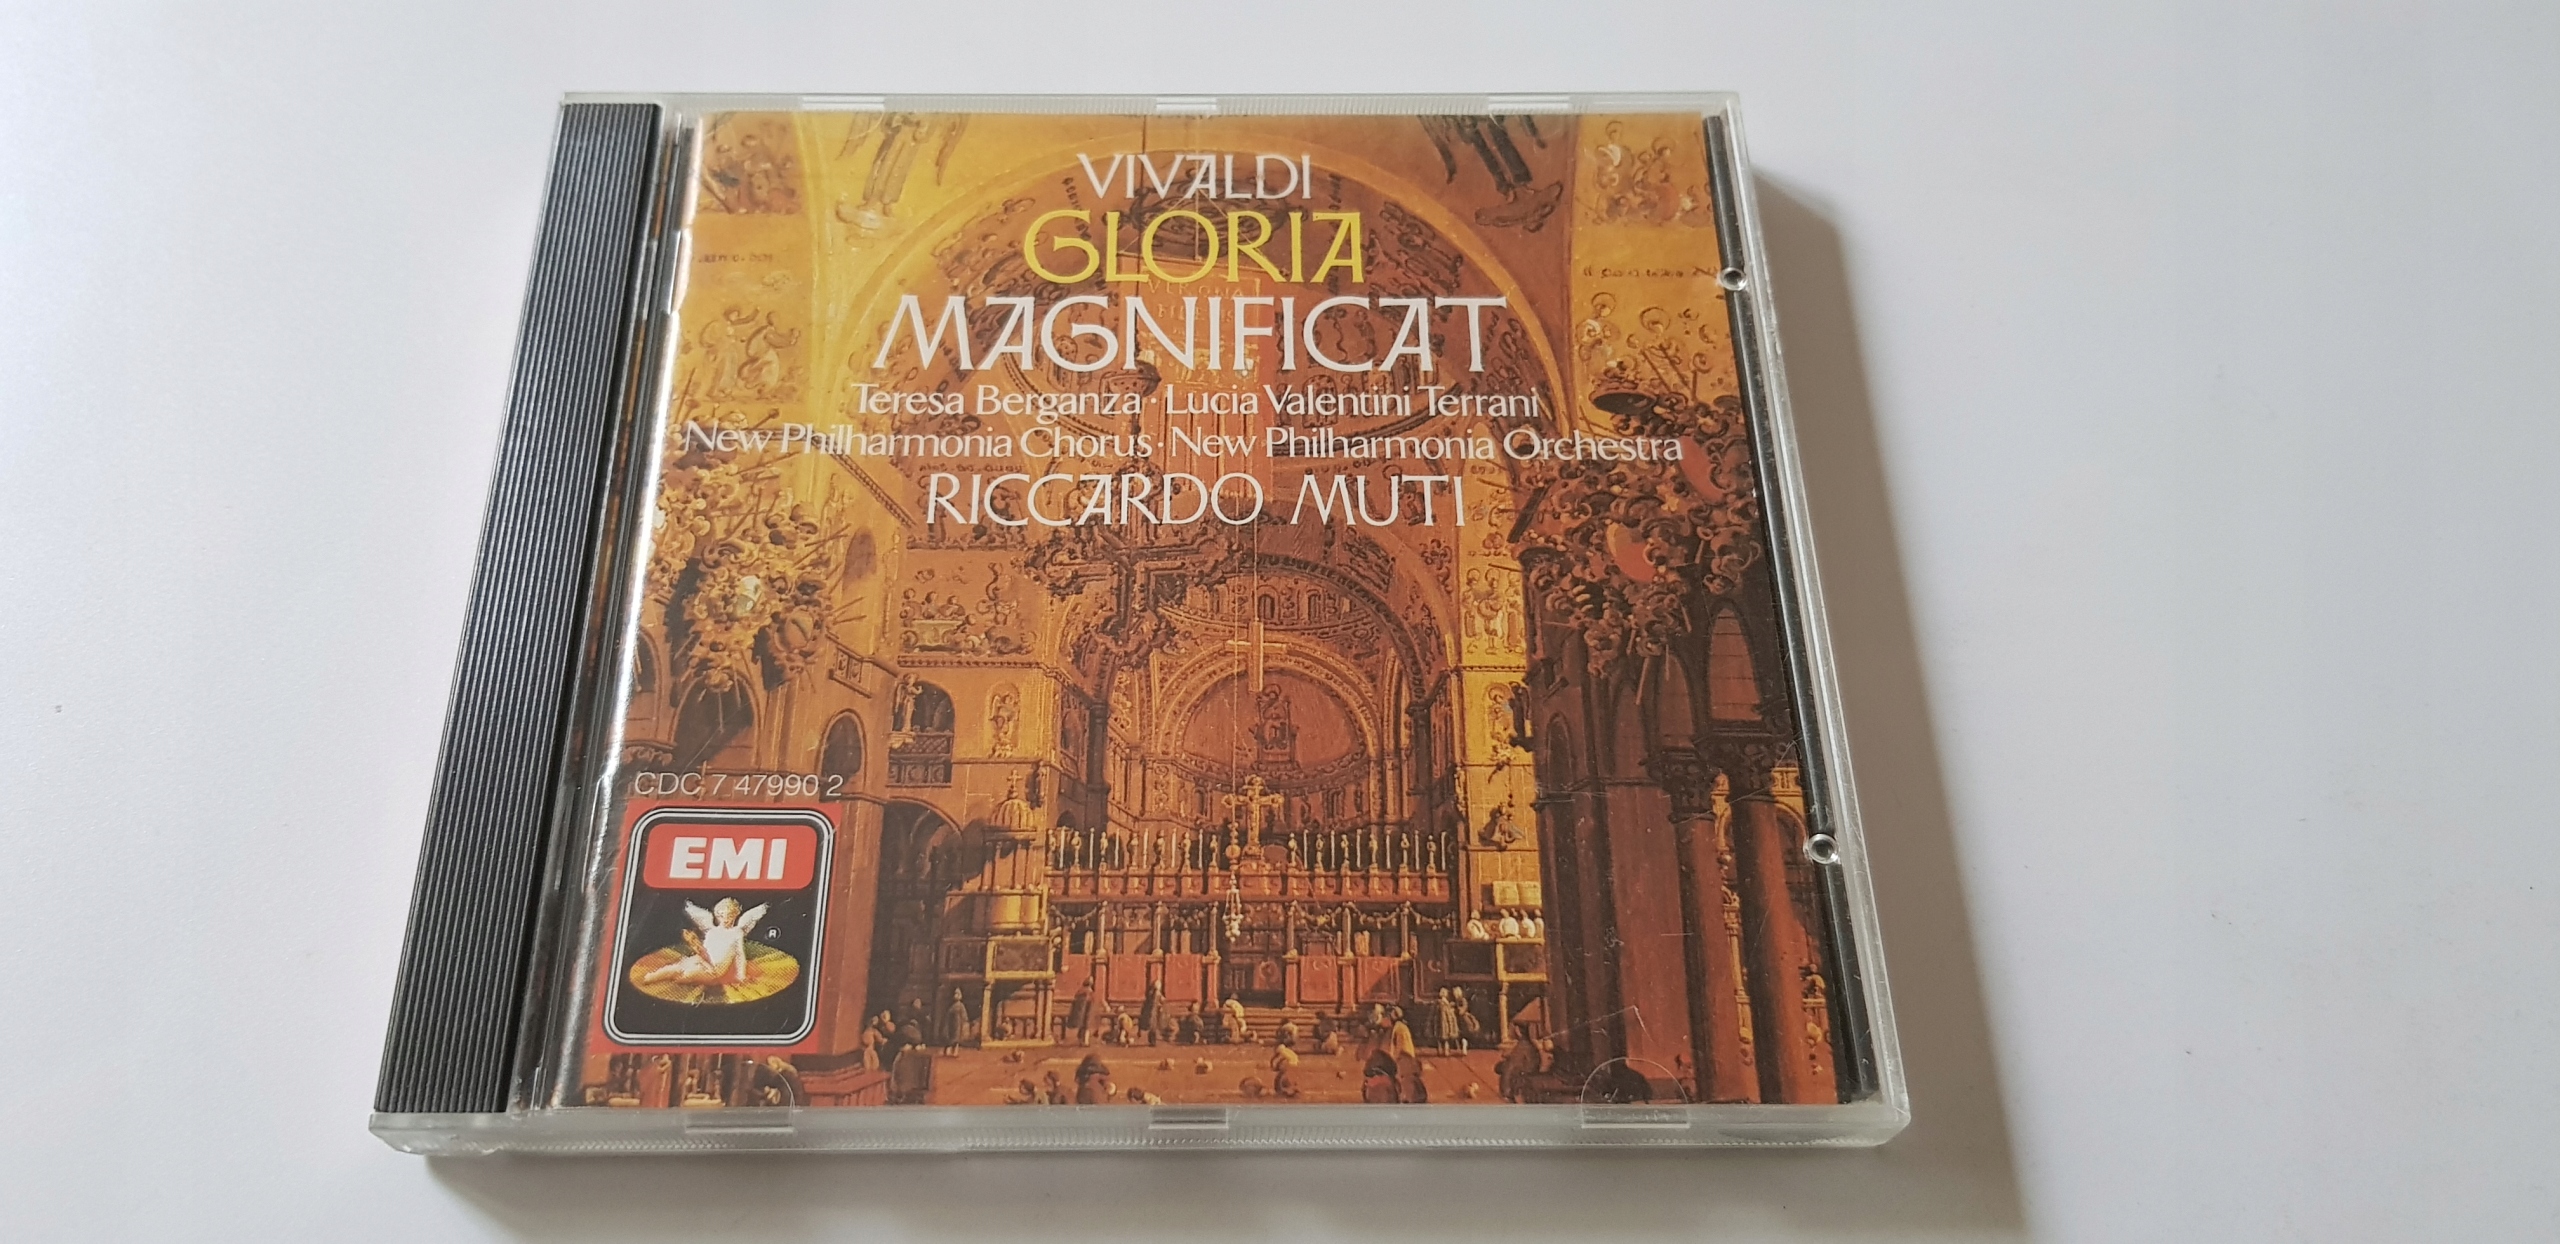 VIVALDI
GLORIA
MAGNIFICAT
Teresa Berganza · Lucia Valentini Terrani
New Philharmonia Chorus · New Philharmonia Orchestra
RICCARDO MUTI
CDC 7 47990 2
EMI
®